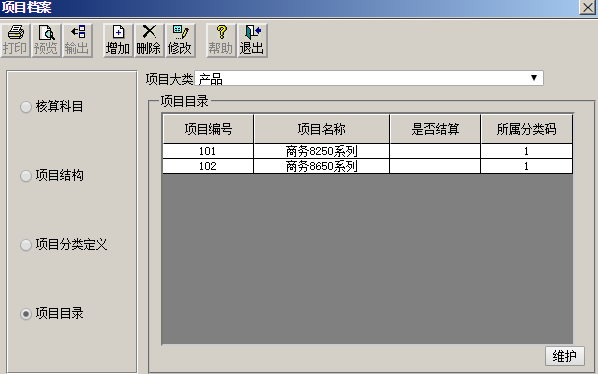 项目档案
打印 预览 输出 增加 删除 修改 帮助 退出
项目大类 产品
核算科目
项目结构
项目分类定义
项目目录
项目目录
项目编号 项目名称 是否结算 所属分类码
101 商务8250系列 1
102 商务8650系列 1
维护